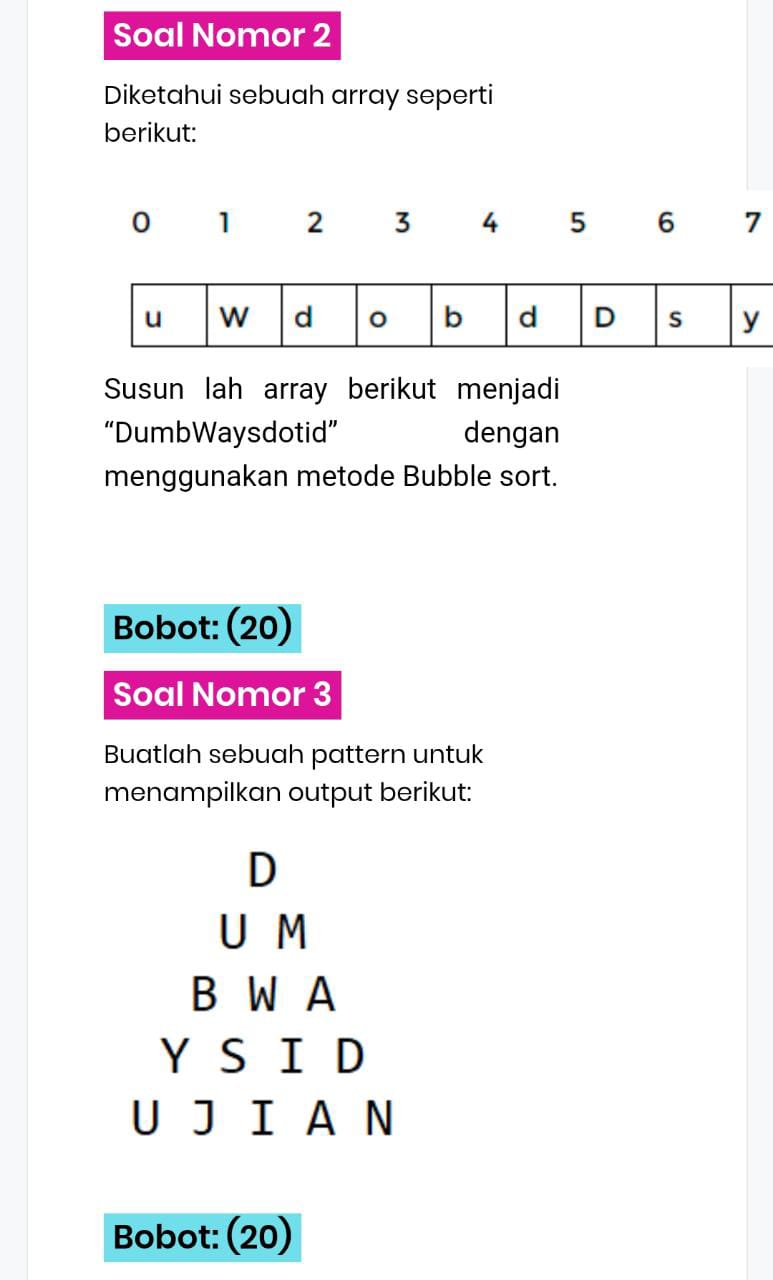 Soal Nomor 2
Diketahui sebuah array seperti
berikut:
0 1 2 3 4 5 6 7
u W d o b d D s y
Susun lah array berikut menjadi
“DumbWaysdotid” dengan
menggunakan metode Bubble sort.
Bobot: (20)
Soal Nomor 3
Buatlah sebuah pattern untuk
menampilkan output berikut:
D
U M
B W A
Y S I D
U J I A N
Bobot: (20)